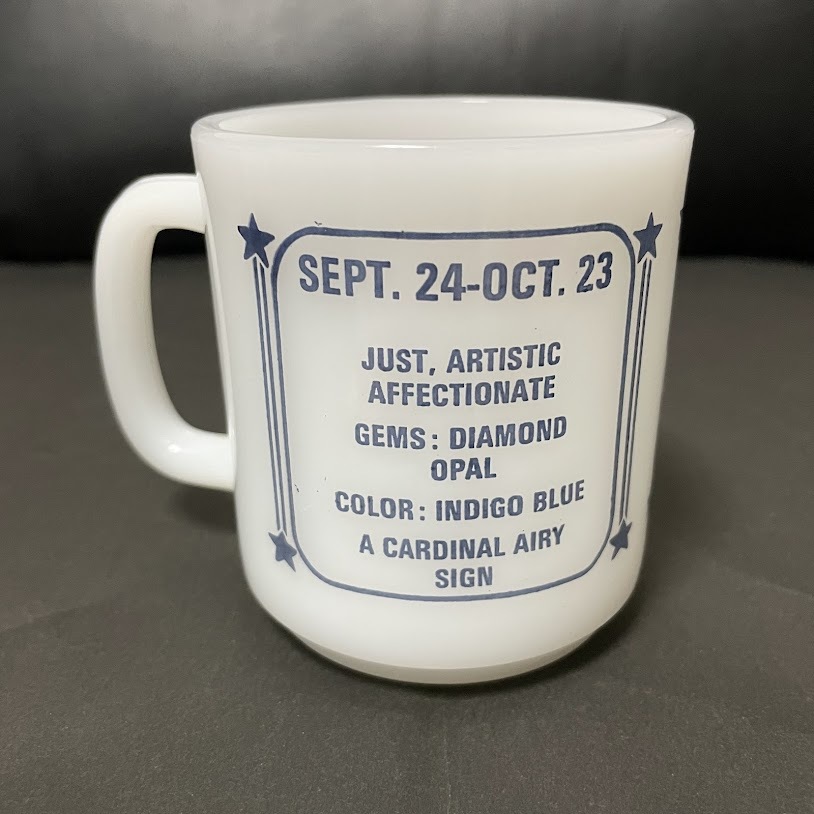 SEPT. 24-OCT. 23
JUST, ARTISTIC
AFFECTIONATE
GEMS: DIAMOND
OPAL
COLOR: INDIGO BLUE
A CARDINAL AIRY
SIGN